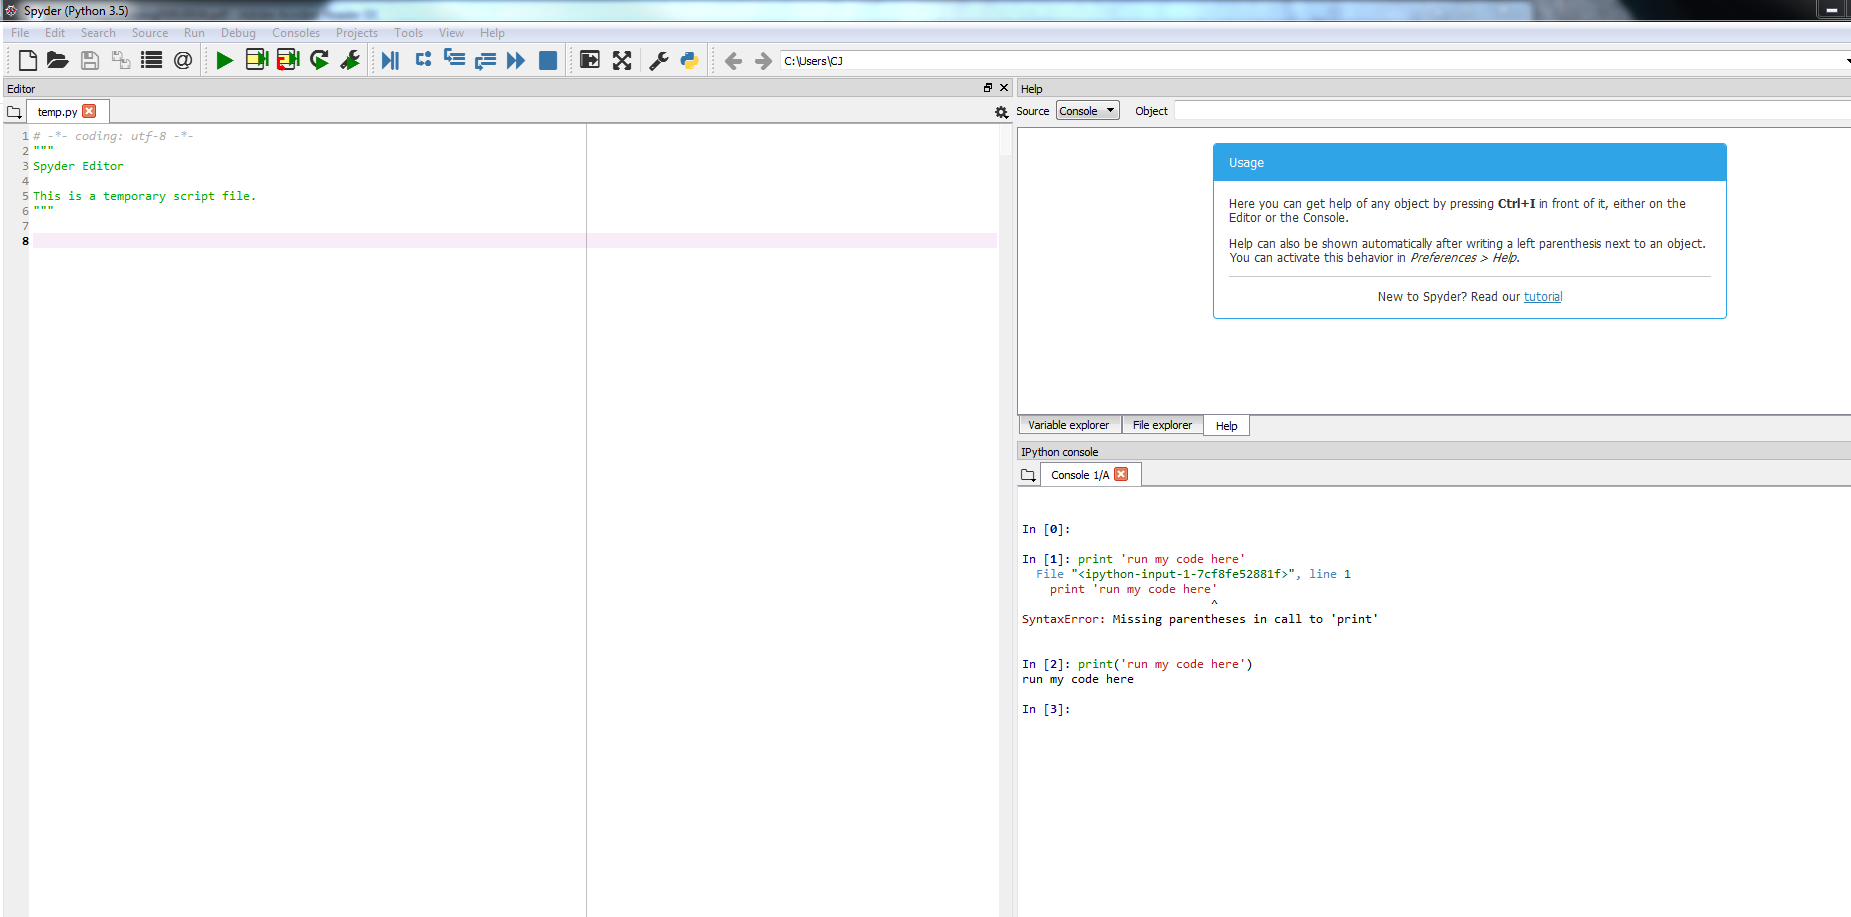 Spyder (Python 3.5)
File Edit Search Source Run Debug Consoles Projects Tools View Help
C:\Users\CJ
Editor
temp.py
1 # -*- coding: utf-8 -*-
2 """
3 Spyder Editor
4
5 This is a temporary script file.
6 """
7
8
Help
Source Console Object
Usage
Here you can get help of any object by pressing Ctrl+I in front of it, either on the
Editor or the Console.
Help can also be shown automatically after writing a left parenthesis next to an object.
You can activate this behavior in Preferences > Help.
New to Spyder? Read our tutorial
Variable explorer File explorer Help
IPython console
Console 1/A
In [0]:
In [1]: print 'run my code here'
File "<ipython-input-1-7cf8fe52881f>", line 1
print 'run my code here'
^
SyntaxError: Missing parentheses in call to 'print'
In [2]: print('run my code here')
run my code here
In [3]: